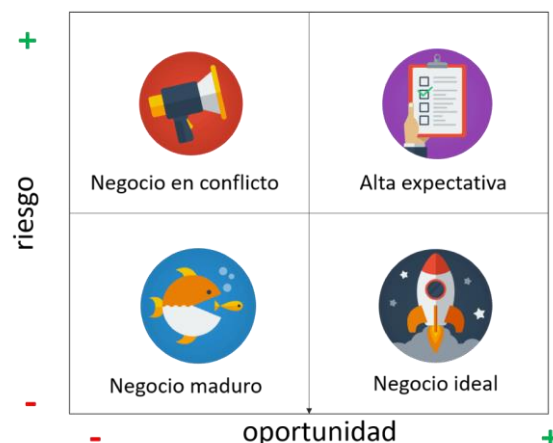 +
riesgo
-
Negocio en conflicto
Alta expectativa
Negocio maduro
Negocio ideal
-
oportunidad
+